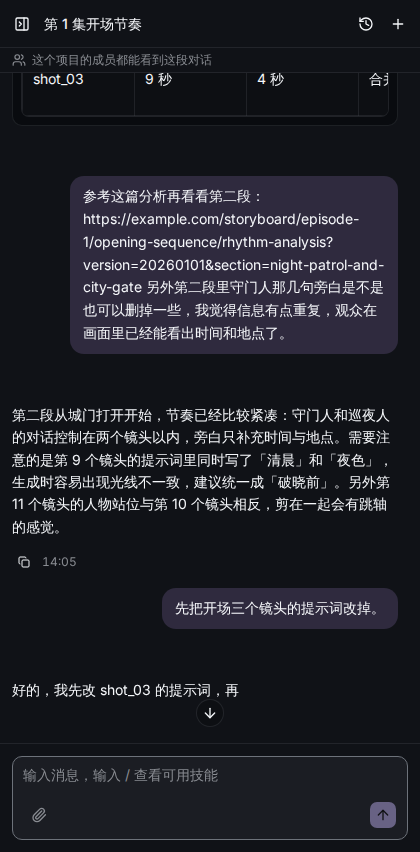 第 1 集开场节奏
这个项目的成员都能看到这段对话
shot_03 9 秒 4 秒
参考这篇分析再看看第二段：
https://example.com/storyboard/episode-
1/opening-sequence/rhythm-analysis?
version=20260101&section=night-patrol-and-
city-gate 另外第二段里守门人那几句旁白是不是
也可以删掉一些，我觉得信息有点重复，观众在
画面里已经能看出时间和地点了。
第二段从城门打开开始，节奏已经比较紧凑：守门人和巡夜人
的对话控制在两个镜头以内，旁白只补充时间与地点。需要注
意的是第 9 个镜头的提示词里同时写了「清晨」和「夜色」，
生成时容易出现光线不一致，建议统一成「破晓前」。另外第
11 个镜头的人物站位与第 10 个镜头相反，剪在一起会有跳轴
的感觉。
14:05
先把开场三个镜头的提示词改掉。
好的，我先改 shot_03 的提示词，再
输入消息，输入 / 查看可用技能